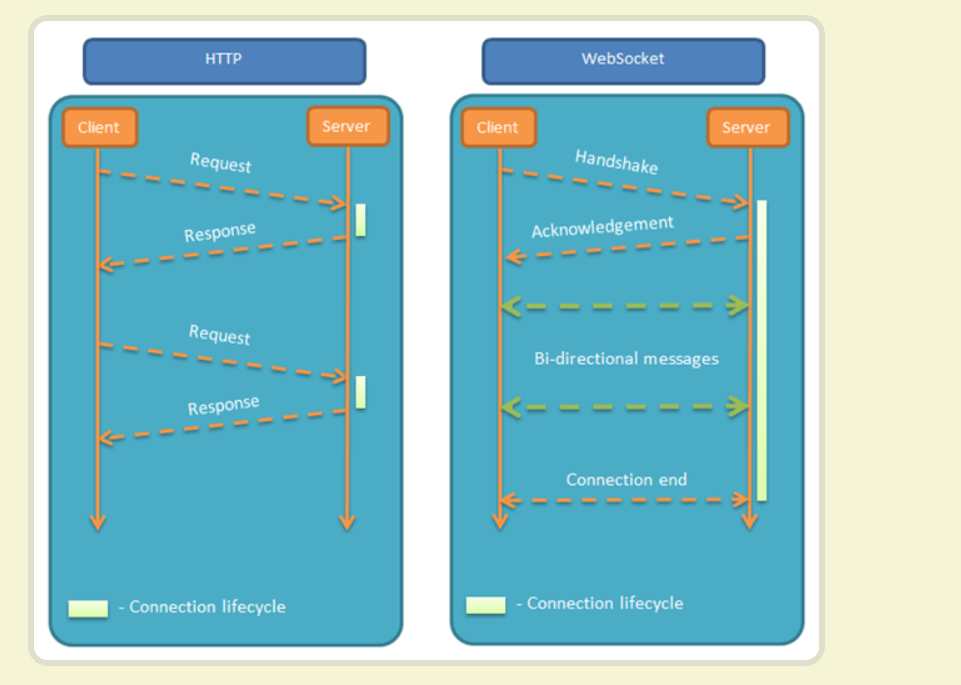 HTTP
Client
Server
Request
Response
Request
Response
- Connection lifecycle
WebSocket
Client
Server
Handshake
Acknowledgement
Bi-directional messages
Connection end
- Connection lifecycle